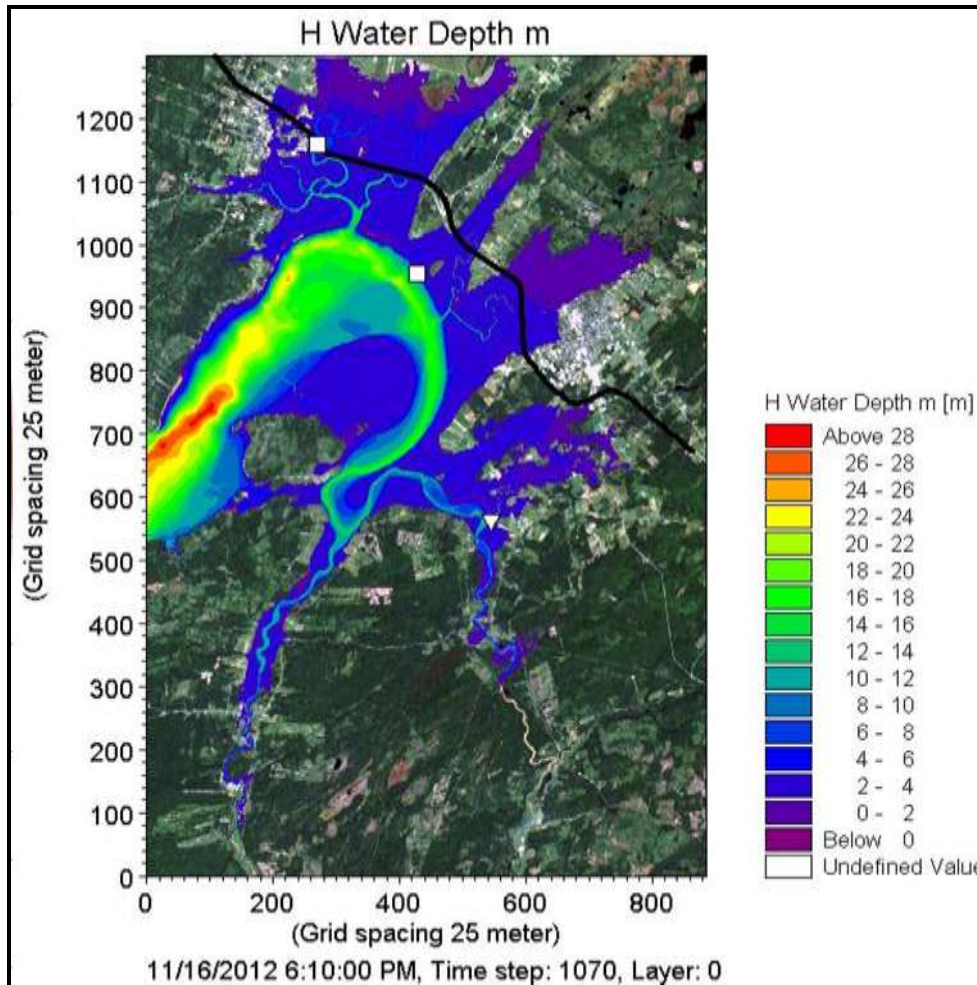 H Water Depth m
1200
1100
1000
900
800
700
600
500
400
300
200
100
0
(Grid spacing 25 meter)
0 200 400 600 800
(Grid spacing 25 meter)
11/16/2012 6:10:00 PM, Time step: 1070, Layer: 0
H Water Depth m [m]
Above 28
26 - 28
24 - 26
22 - 24
20 - 22
18 - 20
16 - 18
14 - 16
12 - 14
10 - 12
8 - 10
6 - 8
4 - 6
2 - 4
0 - 2
Below 0
Undefined Value